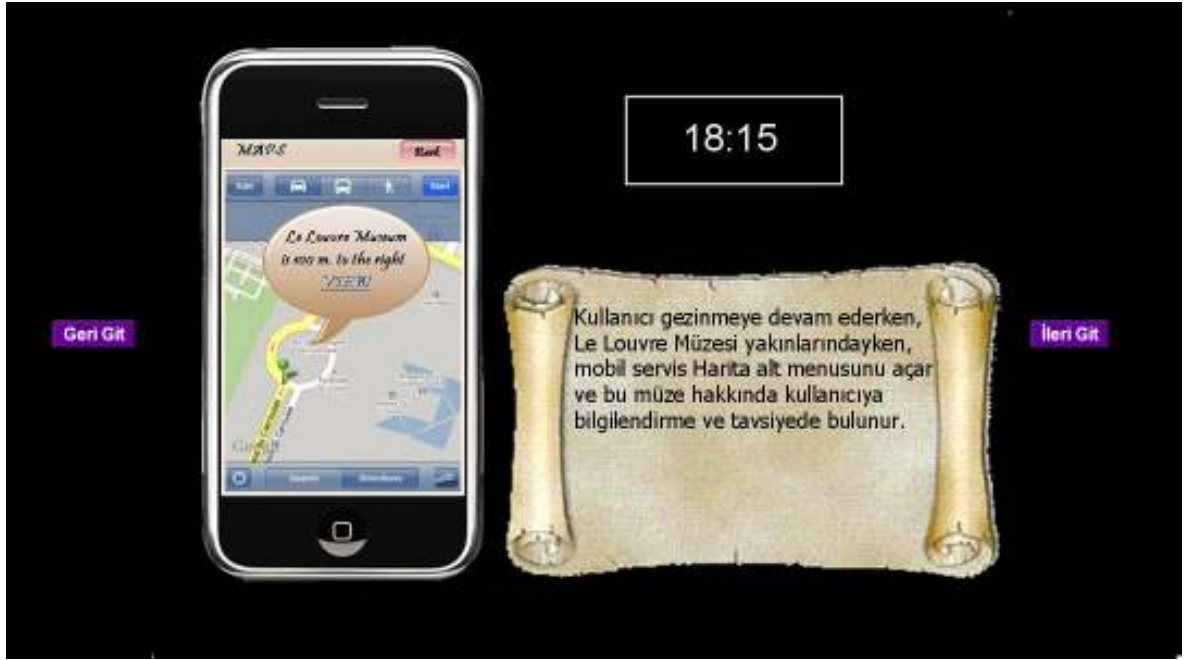 MAPS
Back
Start
Le Louvre Museum
is 100 m. to the right
VIEW
18:15
Geri Git
Kullanıcı gezinmeye devam ederken,
Le Louvre Müzesi yakınlarındayken,
mobil servis Harita alt menusunu açar
ve bu müze hakkında kullanıcıya
bilgilendirme ve tavsiyede bulunur.
İleri Git